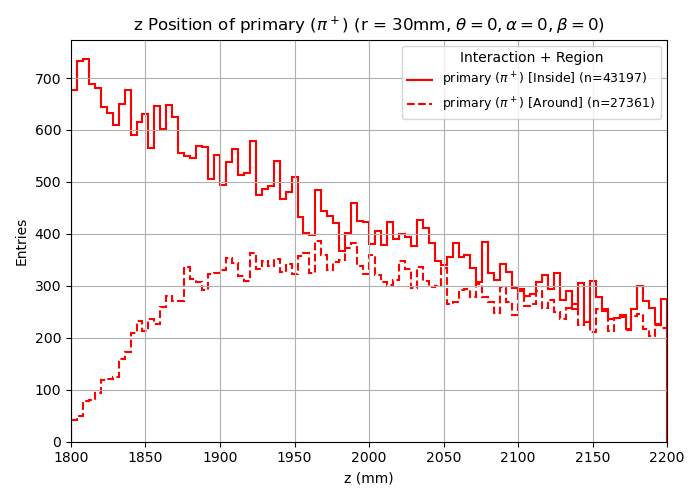 z Position of primary (π⁺) (r = 30mm, θ = 0, α = 0, β = 0)
Interaction + Region
primary (π⁺) [Inside] (n=43197)
primary (π⁺) [Around] (n=27361)
Entries
700
600
500
400
300
200
100
0
1800 1850 1900 1950 2000 2050 2100 2150 2200
z (mm)